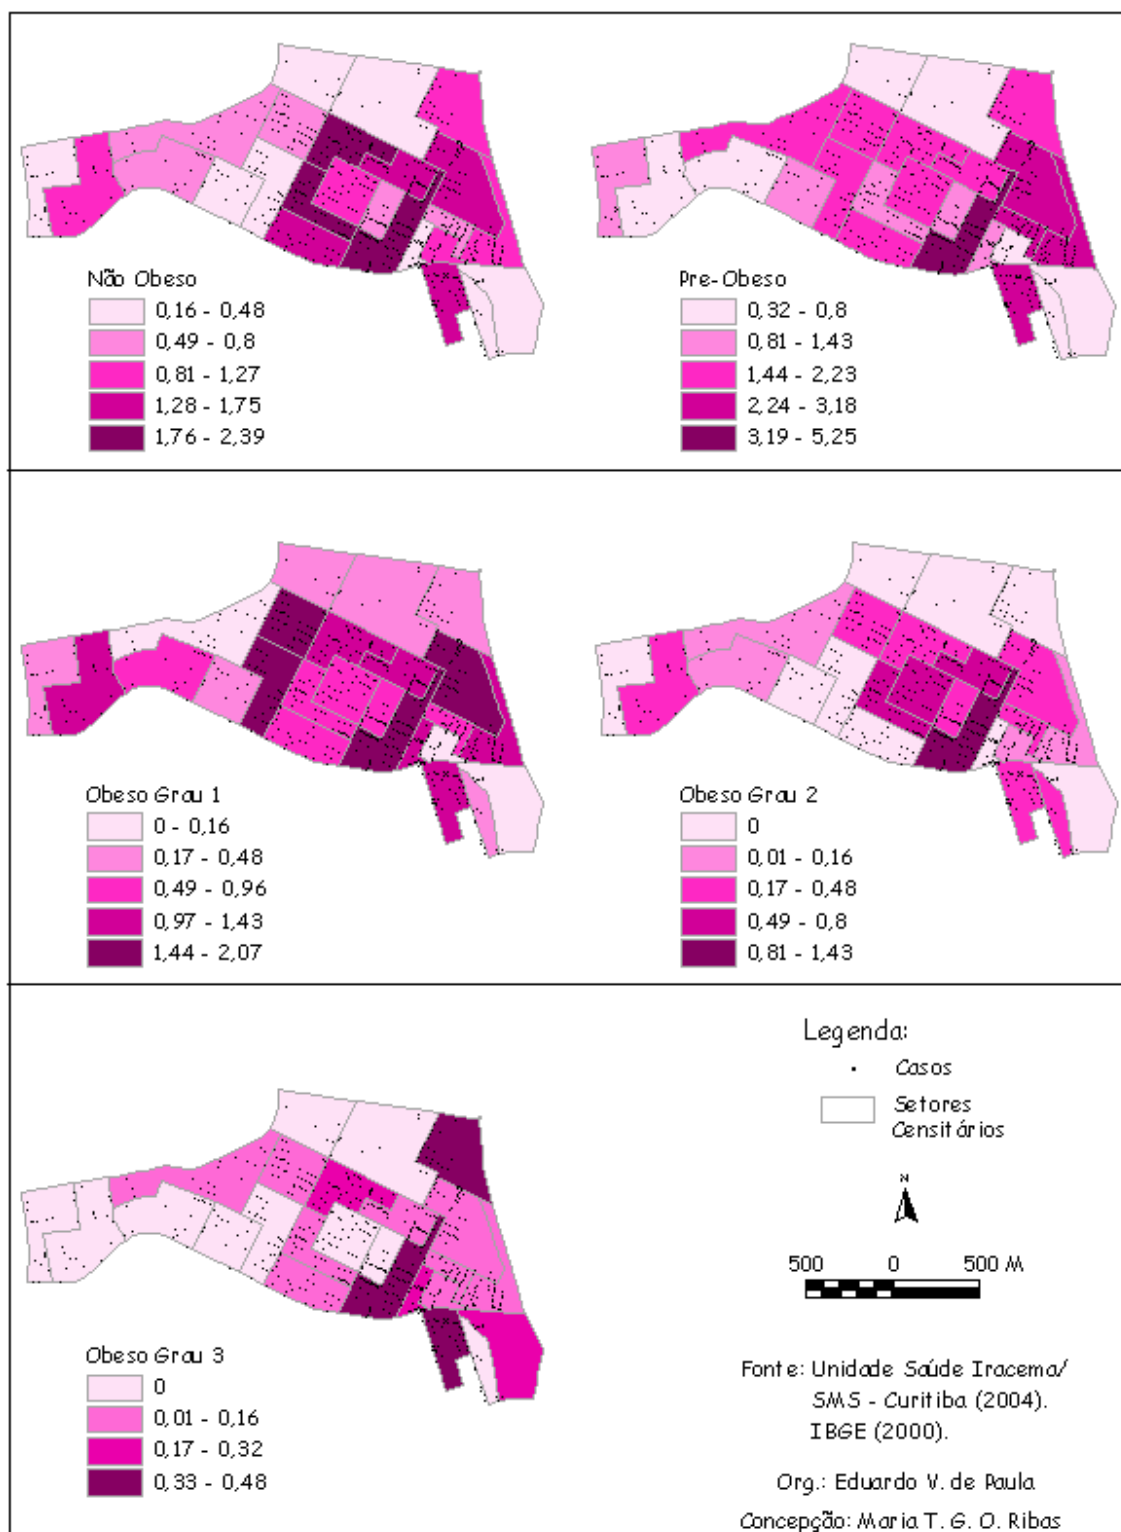 Não Obeso
0,16 - 0,48
0,49 - 0,8
0,81 - 1,27
1,28 - 1,75
1,76 - 2,39
Pre-Obeso
0,32 - 0,8
0,81 - 1,43
1,44 - 2,23
2,24 - 3,18
3,19 - 5,25
Obeso Grau 1
0 - 0,16
0,17 - 0,48
0,49 - 0,96
0,97 - 1,43
1,44 - 2,07
Obeso Grau 2
0
0,01 - 0,16
0,17 - 0,48
0,49 - 0,8
0,81 - 1,43
Obeso Grau 3
0
0,01 - 0,16
0,17 - 0,32
0,33 - 0,48
Legenda:
Casos
Setores
Censitários
N
500 0 500 M
Fonte: Unidade Saúde Iracema/
SMS - Curitiba (2004).
IBGE (2000).
Org.: Eduardo V. de Paula
Concepção: Maria T. G. O. Ribas